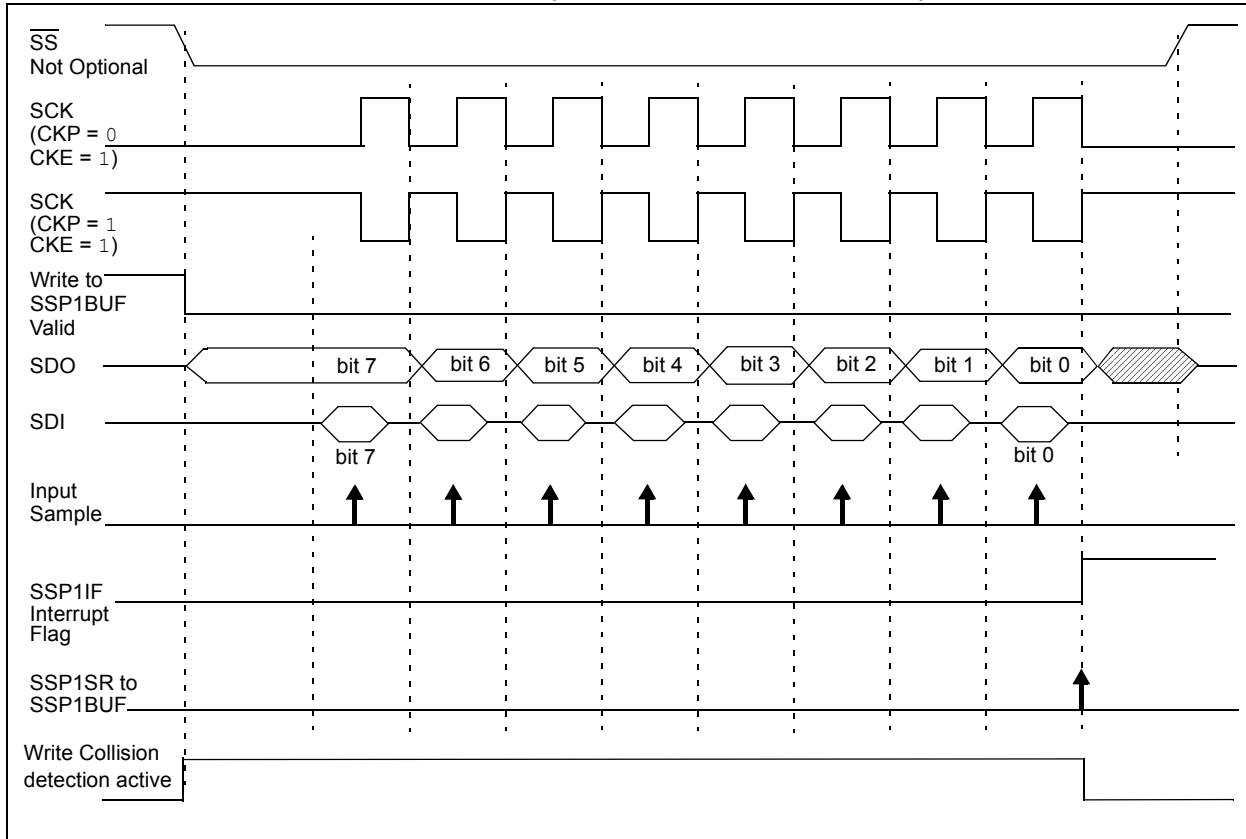 SS
Not Optional
SCK
(CKP = 0
CKE = 1)
SCK
(CKP = 1
CKE = 1)
Write to
SSP1BUF
Valid
SDO
bit 7
bit 6
bit 5
bit 4
bit 3
bit 2
bit 1
bit 0
SDI
bit 7
bit 0
Input
Sample
SSP1IF
Interrupt
Flag
SSP1SR to
SSP1BUF
Write Collision
detection active